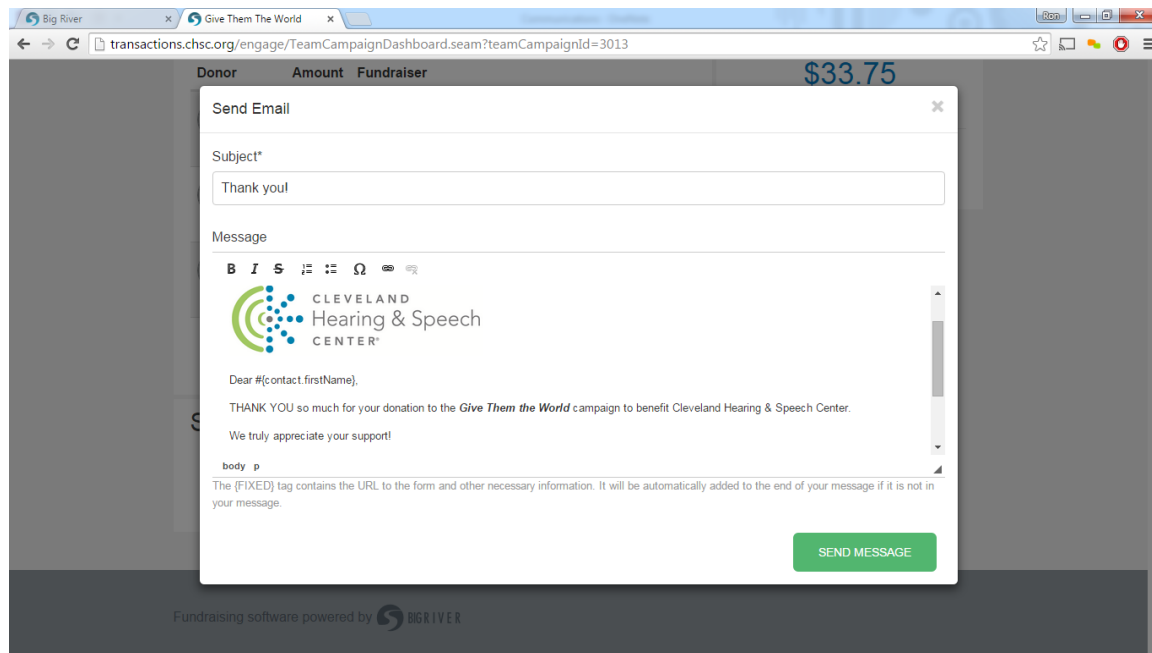 Big River
Give Them The World
Ron
transactions.chsc.org/engage/TeamCampaignDashboard.seam?teamCampaignId=3013
Donor Amount Fundraiser
$33.75
Send Email
Subject*
Thank you!
Message
B I S Ω
CLEVELAND
Hearing & Speech
CENTER®
Dear #{contact.firstName},
THANK YOU so much for your donation to the Give Them the World campaign to benefit Cleveland Hearing & Speech Center.
We truly appreciate your support!
body p
The {FIXED} tag contains the URL to the form and other necessary information. It will be automatically added to the end of your message if it is not in
your message.
SEND MESSAGE
Fundraising software powered by BIGRIVER